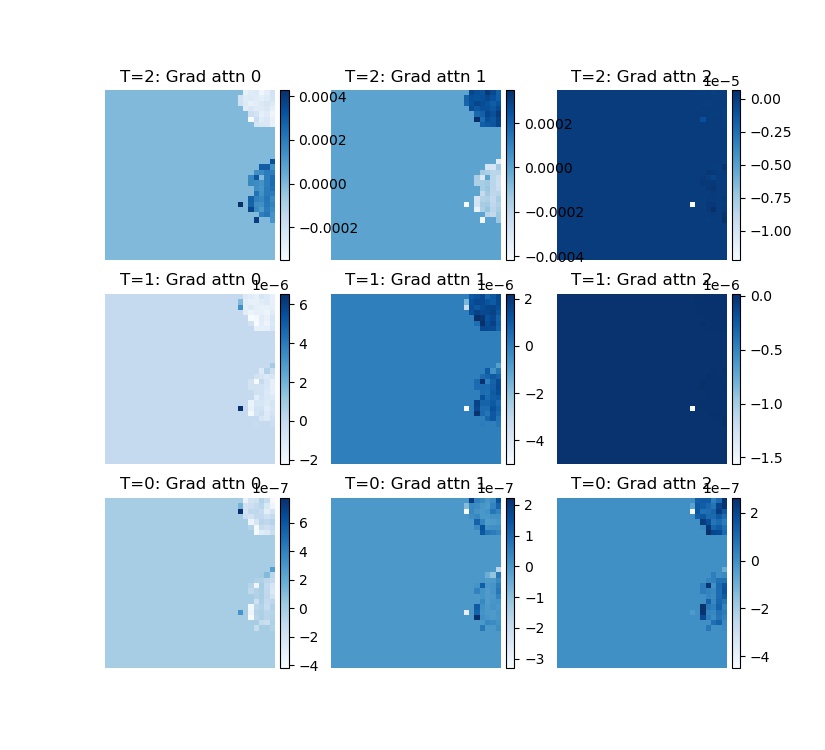 T=2: Grad attn 0
T=2: Grad attn 1
T=2: Grad attn 2
1e−5
0.0004
0.0002
0.0000
−0.0002
0.0002
0.0000
−0.0002
−0.0004
0.00
−0.25
−0.50
−0.75
−1.00
T=1: Grad attn 0
1e−6
T=1: Grad attn 1
1e−6
T=1: Grad attn 2
1e−6
6
4
2
0
−2
2
0
−2
−4
0.0
−0.5
−1.0
−1.5
T=0: Grad attn 0
1e−7
T=0: Grad attn 1
1e−7
T=0: Grad attn 2
1e−7
6
4
2
0
−2
−4
2
1
0
−1
−2
−3
2
0
−2
−4